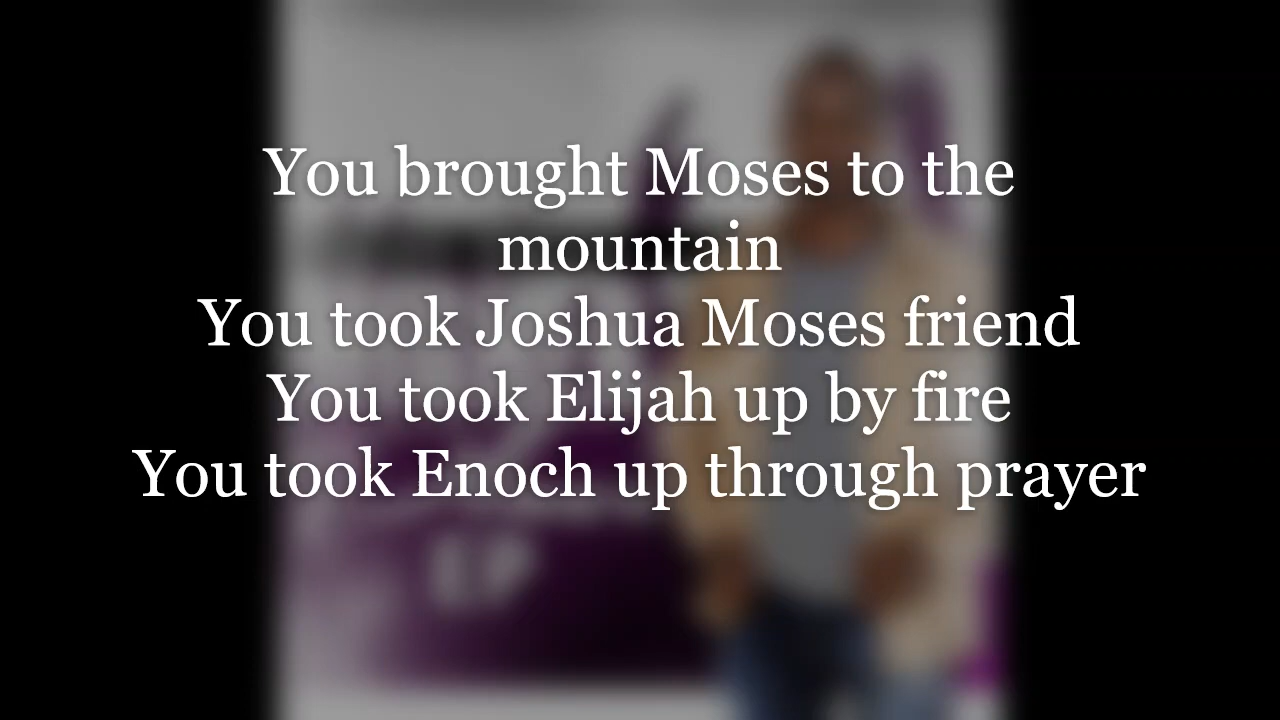 You brought Moses to the
mountain
You took Joshua Moses friend
You took Elijah up by fire
You took Enoch up through prayer
EP